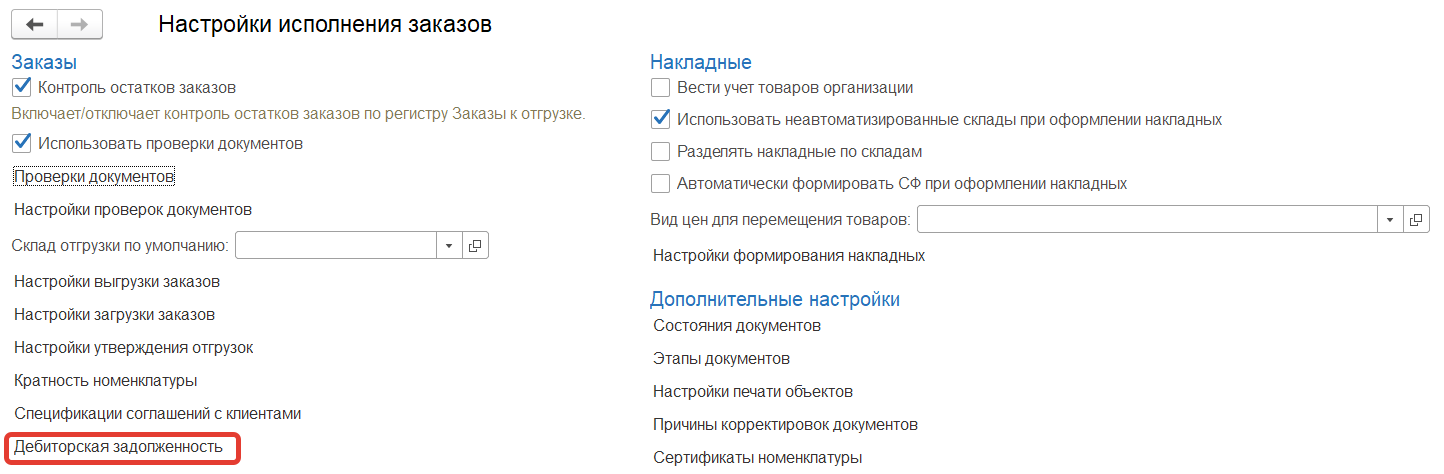 Настройки исполнения заказов
Заказы
Контроль остатков заказов
Включает/отключает контроль остатков заказов по регистру Заказы к отгрузке.
Использовать проверки документов
Проверки документов
Настройки проверок документов
Склад отгрузки по умолчанию:
Настройки выгрузки заказов
Настройки загрузки заказов
Настройки утверждения отгрузок
Кратность номенклатуры
Спецификации соглашений с клиентами
Дебиторская задолженность
Накладные
Вести учет товаров организации
Использовать неавтоматизированные склады при оформлении накладных
Разделять накладные по складам
Автоматически формировать СФ при оформлении накладных
Вид цен для перемещения товаров:
Настройки формирования накладных
Дополнительные настройки
Состояния документов
Этапы документов
Настройки печати объектов
Причины корректировок документов
Сертификаты номенклатуры